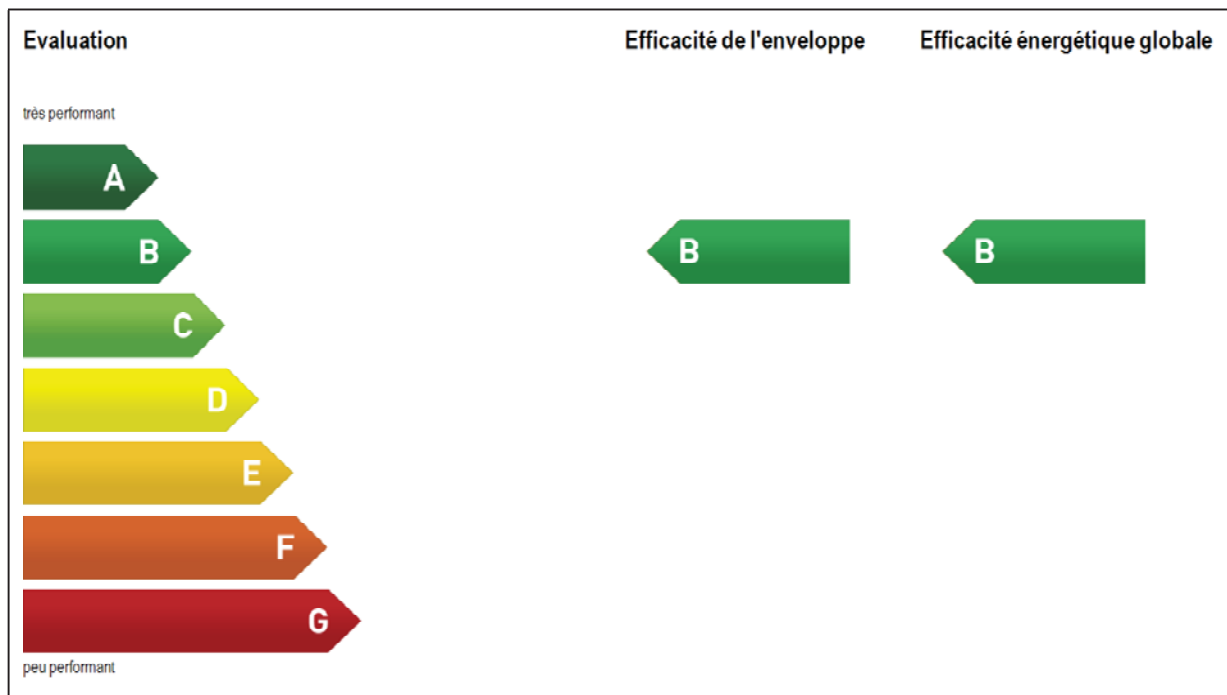 Evaluation
Efficacité de l'enveloppe
Efficacité énergétique globale
très performant
A
B
B
B
C
D
E
F
G
peu performant